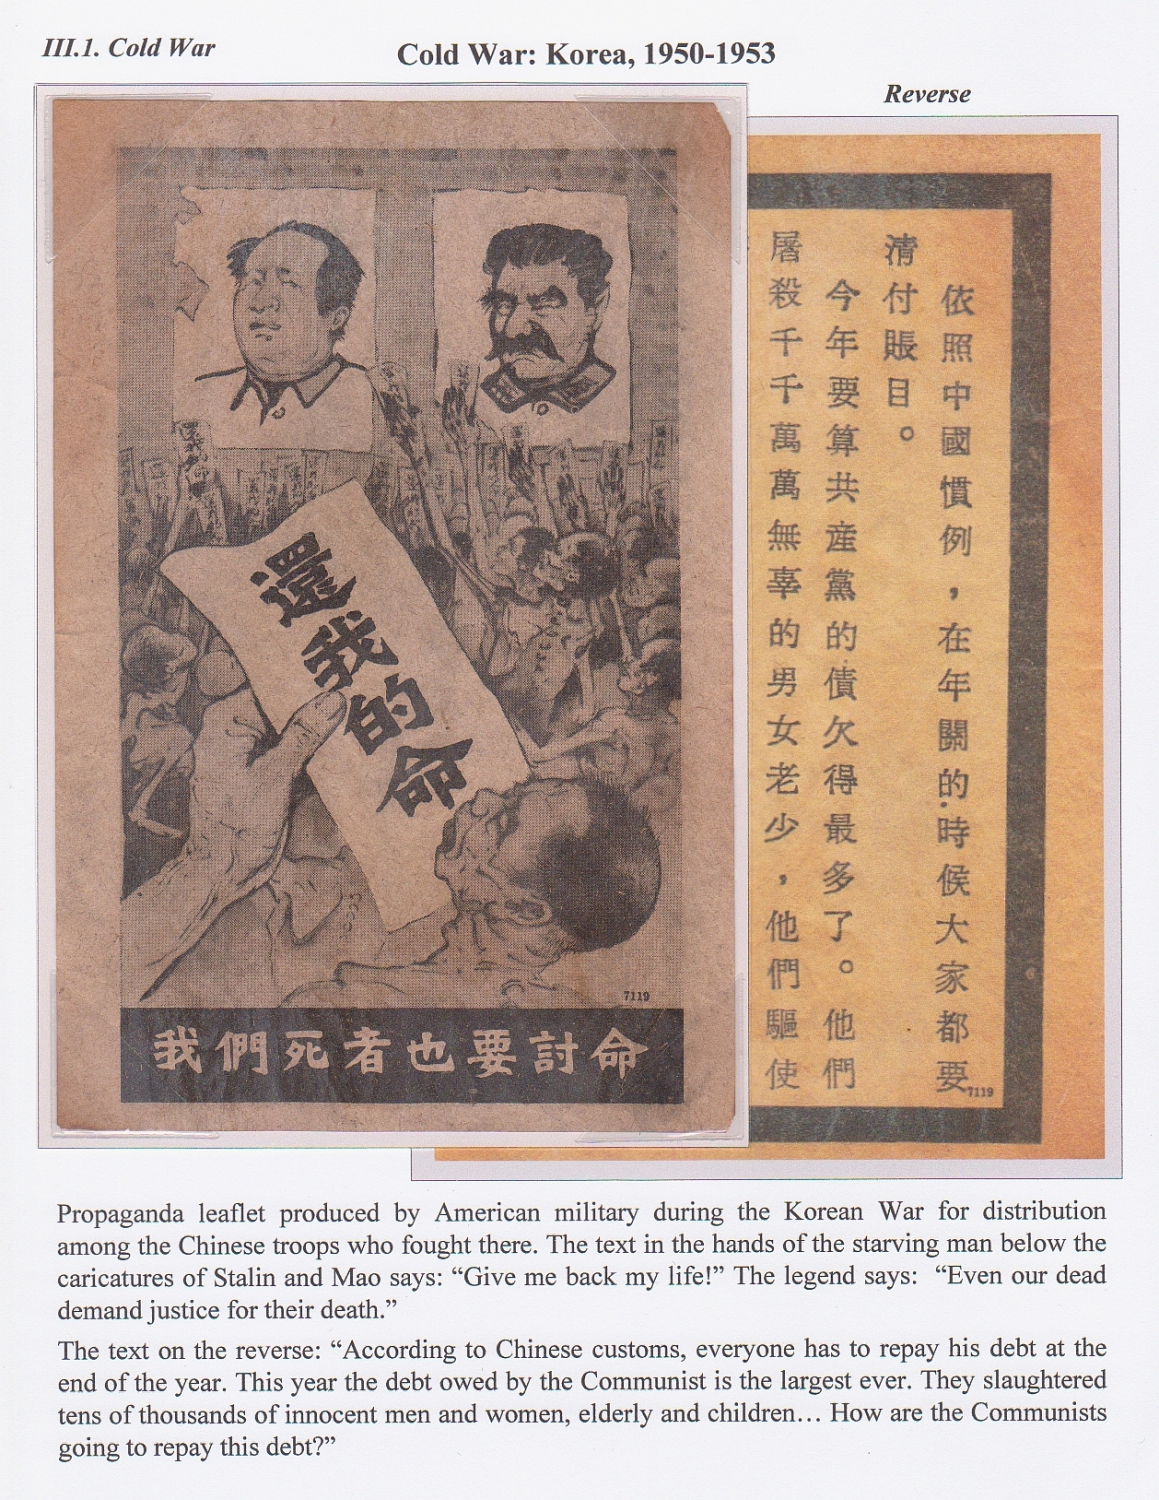 III.1. Cold War
Cold War: Korea, 1950-1953
Reverse
還我的命
7119
我們死者也要討命
依照中國慣例，在年關的時候大家都要
清付賬目。
今年要算共產黨的債欠得最多了。他們
屠殺千千萬萬無辜的男女老少，他們驅使
7119
Propaganda leaflet produced by American military during the Korean War for distribution
among the Chinese troops who fought there. The text in the hands of the starving man below the
caricatures of Stalin and Mao says: “Give me back my life!” The legend says: “Even our dead
demand justice for their death.”
The text on the reverse: “According to Chinese customs, everyone has to repay his debt at the
end of the year. This year the debt owed by the Communist is the largest ever. They slaughtered
tens of thousands of innocent men and women, elderly and children… How are the Communists
going to repay this debt?”